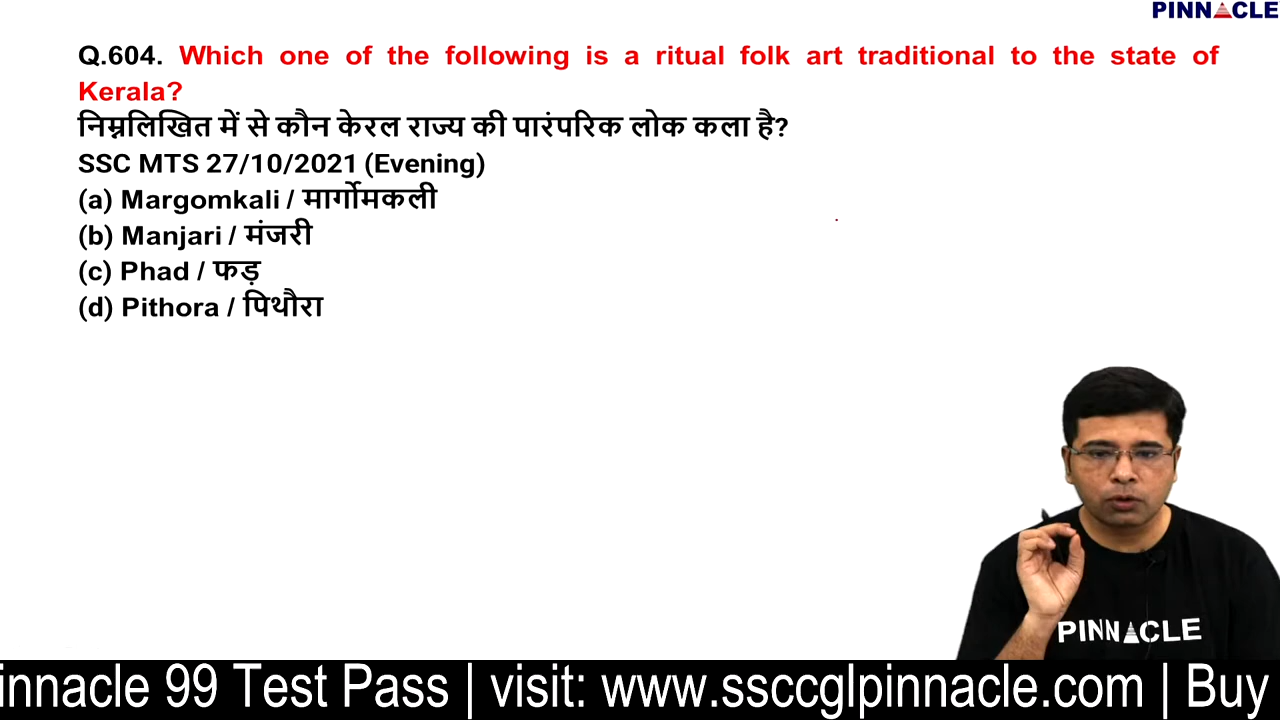 PINNACLE
Q.604. Which one of the following is a ritual folk art traditional to the state of
Kerala?
निम्नलिखित में से कौन केरल राज्य की पारंपरिक लोक कला है?
SSC MTS 27/10/2021 (Evening)
(a) Margomkali / मार्गोमकली
(b) Manjari / मंजरी
(c) Phad / फड़
(d) Pithora / पिथौरा
PINNACLE
innacle 99 Test Pass | visit: www.ssccglpinnacle.com | Buy